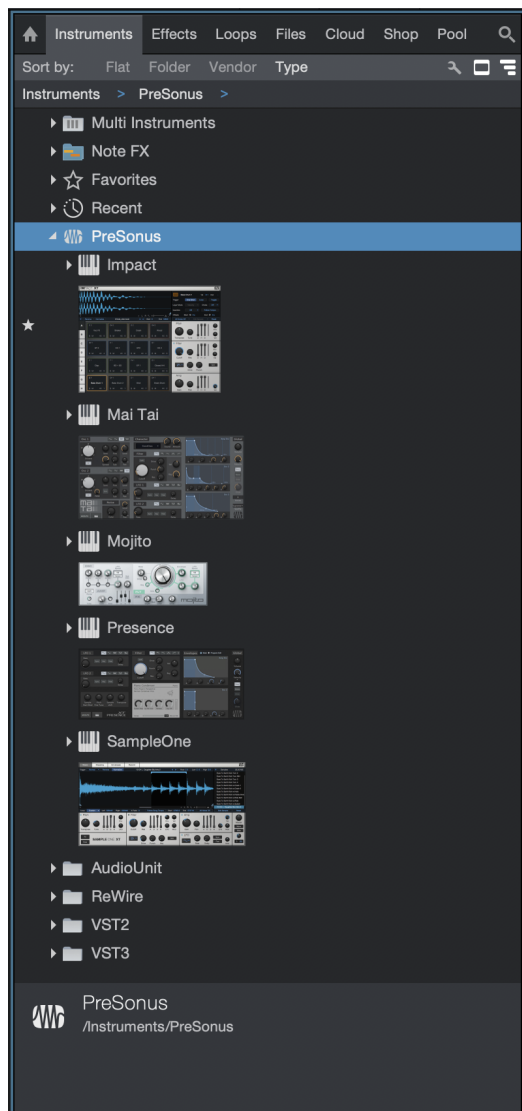 Instruments Effects Loops Files Cloud Shop Pool
Sort by: Flat Folder Vendor Type
Instruments > PreSonus >
Multi Instruments
Note FX
Favorites
Recent
PreSonus
Impact
Mai Tai
Mojito
Presence
SampleOne
AudioUnit
ReWire
VST2
VST3
PreSonus
/Instruments/PreSonus